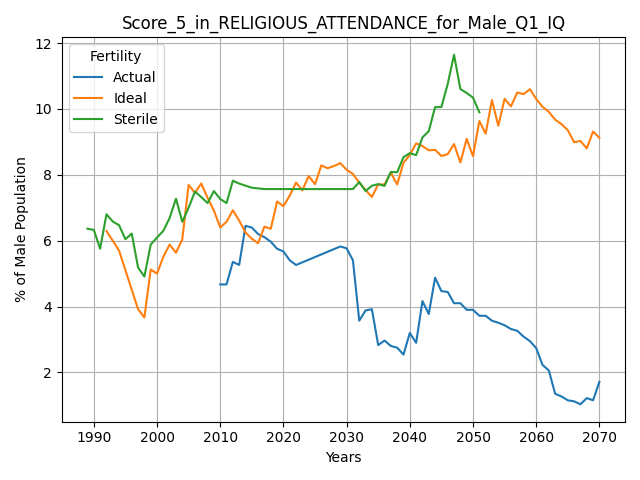 Score_5_in_RELIGIOUS_ATTENDANCE_for_Male_Q1_IQ
Fertility
Actual
Ideal
Sterile
% of Male Population
12
10
8
6
4
2
1990 2000 2010 2020 2030 2040 2050 2060 2070
Years